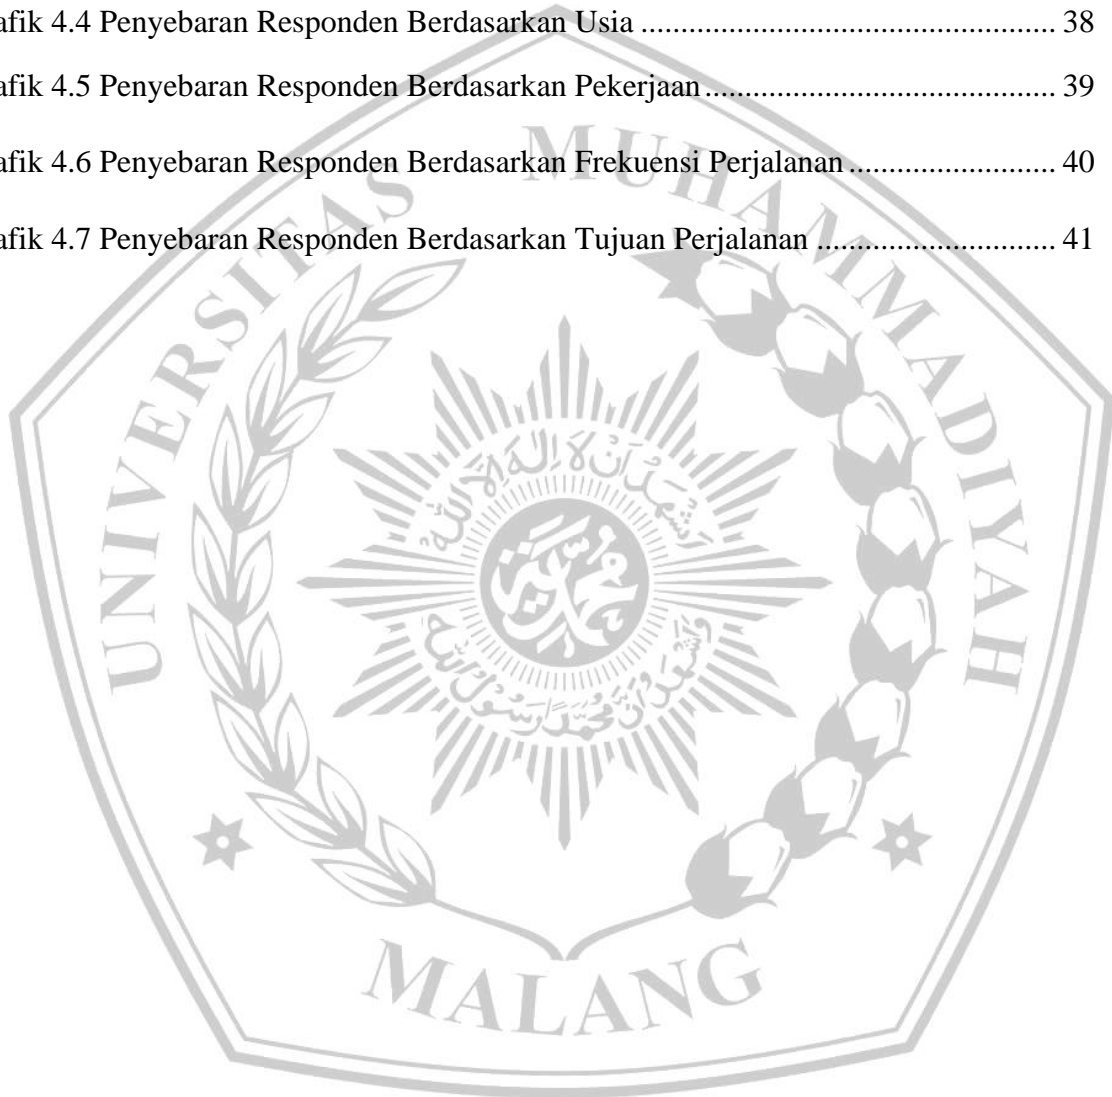 afik 4.4 Penyebaran Responden Berdasarkan Usia .................................................... 38
afik 4.5 Penyebaran Responden Berdasarkan Pekerjaan ............................................ 39
afik 4.6 Penyebaran Responden Berdasarkan Frekuensi Perjalanan .......................... 40
afik 4.7 Penyebaran Responden Berdasarkan Tujuan Perjalanan .............................. 41
UNIVERSITAS MUHAMMADIYAH
MALANG